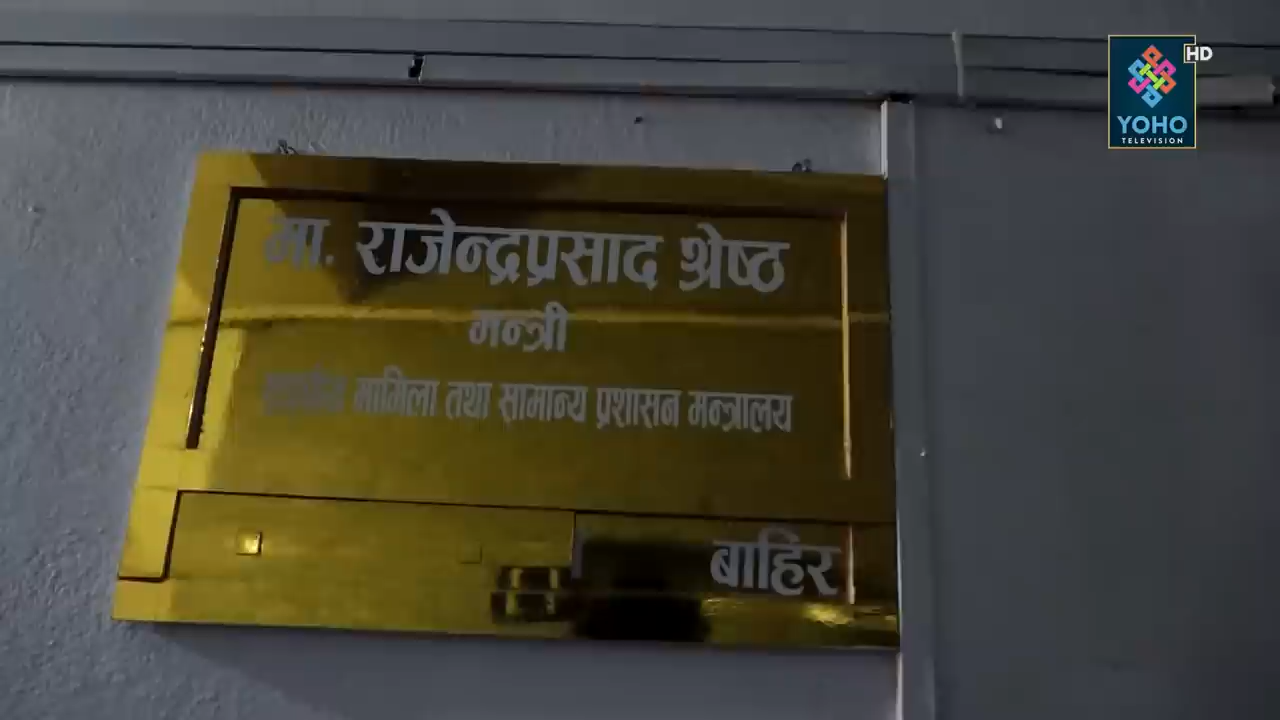 HD
YOHO
TELEVISION
मा. राजेन्द्रप्रसाद श्रेष्ठ
मन्त्री
मामिला तथा सामान्य प्रशासन मन्त्रालय
बाहिर